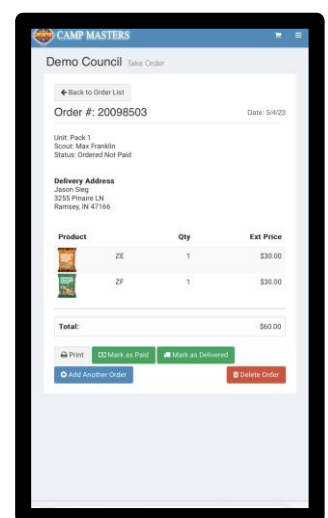 CAMP MASTERS
Demo Council Take Order
Back to Order List
Order #: 20098503 Date: 5/4/23
Unit: Pack 1
Scout: Max Franklin
Status: Ordered Not Paid
Delivery Address
Jason Sieg
3255 Pinaire LN
Ramsey, IN 47166
Product Qty Ext Price
ZE 1 $30.00
ZF 1 $30.00
Total: $60.00
Print Mark as Paid Mark as Delivered
Add Another Order Delete Order